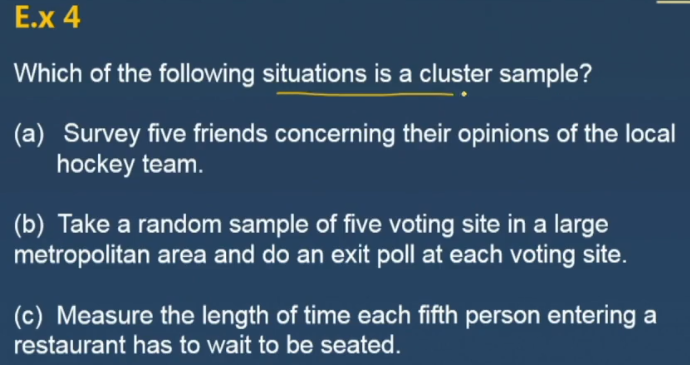 E.x 4
Which of the following situations is a cluster sample?
(a) Survey five friends concerning their opinions of the local
hockey team.
(b) Take a random sample of five voting site in a large
metropolitan area and do an exit poll at each voting site.
(c) Measure the length of time each fifth person entering a
restaurant has to wait to be seated.